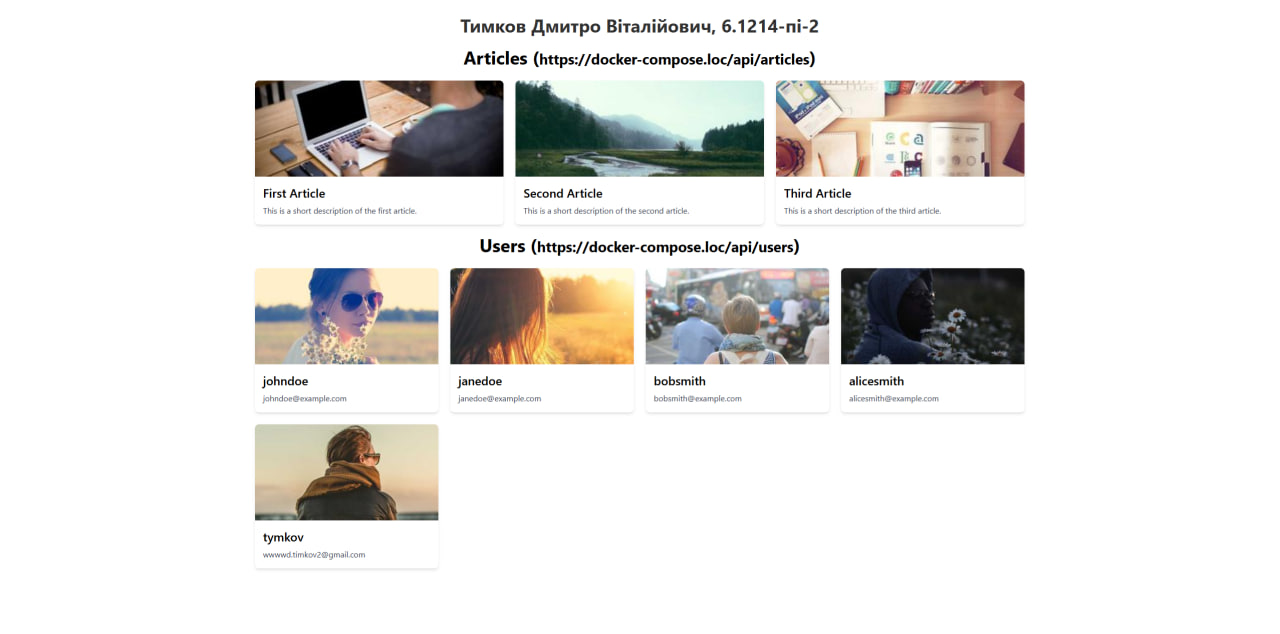 Тимков Дмитро Віталійович, 6.1214-пі-2
Articles (https://docker-compose.loc/api/articles)
First Article
This is a short description of the first article.
Second Article
This is a short description of the second article.
Third Article
This is a short description of the third article.
Users (https://docker-compose.loc/api/users)
johndoe
johndoe@example.com
janedoe
janedoe@example.com
bobsmith
bobsmith@example.com
alicesmith
alicesmith@example.com
tymkov
wwwwd.timkov2@gmail.com